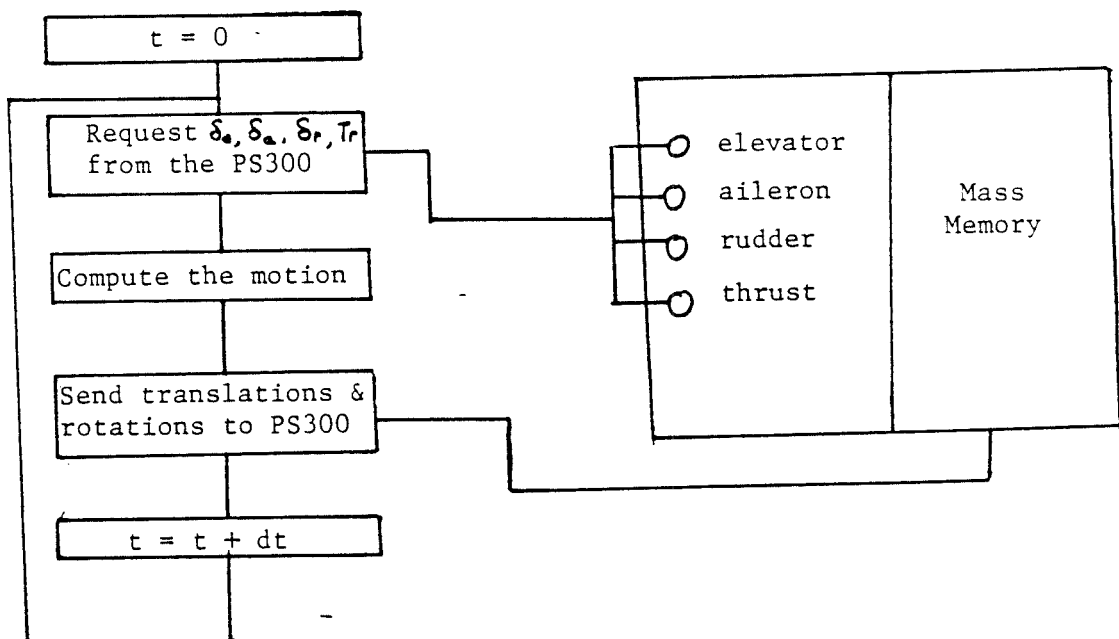 t = 0
Request δe, δa, δr, Tr
from the PS300
Compute the motion
Send translations &
rotations to PS300
t = t + dt
elevator
aileron
rudder
thrust
Mass
Memory